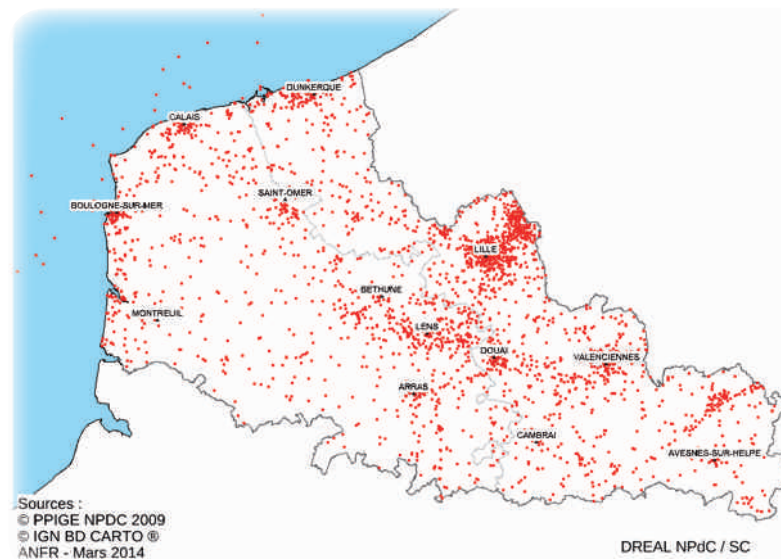 DUNKERQUE
CALAIS
SAINT-OMER
BOULOGNE-SUR-MER
LILLE
BETHUNE
MONTREUIL
LENS
DOUAI
VALENCIENNES
ARRAS
CAMBRAI
AVESNES-SUR-HELPE
Sources :
© PPIGE NPDC 2009
© IGN BD CARTO ®
ANFR - Mars 2014
DREAL NPdC / SC